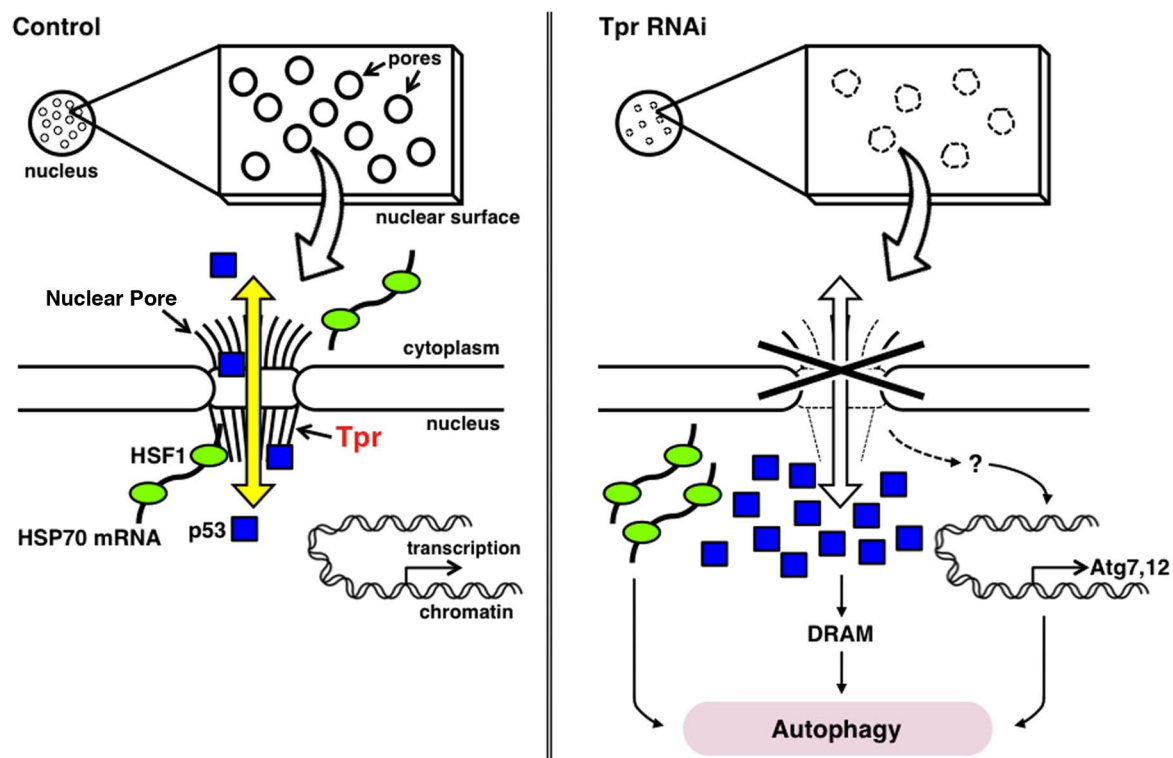 Control
pores
nucleus
nuclear surface
Nuclear Pore
cytoplasm
nucleus
Tpr
HSF1
HSP70 mRNA
p53
transcription
chromatin
Tpr RNAi
?
Atg7,12
DRAM
Autophagy